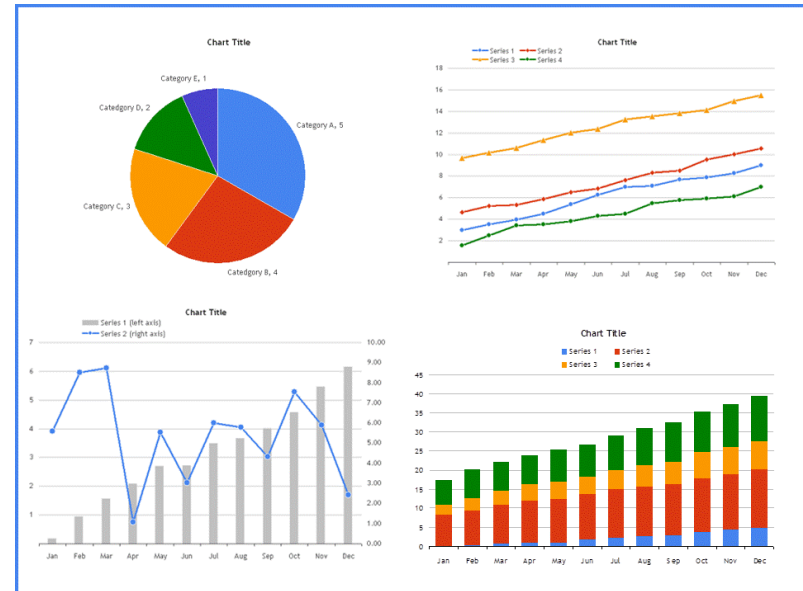 Chart Title
Category E, 1
Catedgory D, 2
Category A, 5
Category C, 3
Catedgory B, 4
Chart Title
Series 1 Series 2
Series 3 Series 4
18
16
14
12
10
8
6
4
2
Jan Feb Mar Apr May Jun Jul Aug Sep Oct Nov Dec
Chart Title
Series 1 (left axis)
Series 2 (right axis)
7 10.00
9.00
6 8.00
5 7.00
6.00
4 5.00
3 4.00
3.00
2 2.00
1 1.00
0.00
Jan Feb Mar Apr May Jun Jul Aug Sep Oct Nov Dec
Chart Title
Series 1 Series 2
Series 3 Series 4
45
40
35
30
25
20
15
10
5
0
Jan Feb Mar Apr May Jun Jul Aug Sep Oct Nov Dec